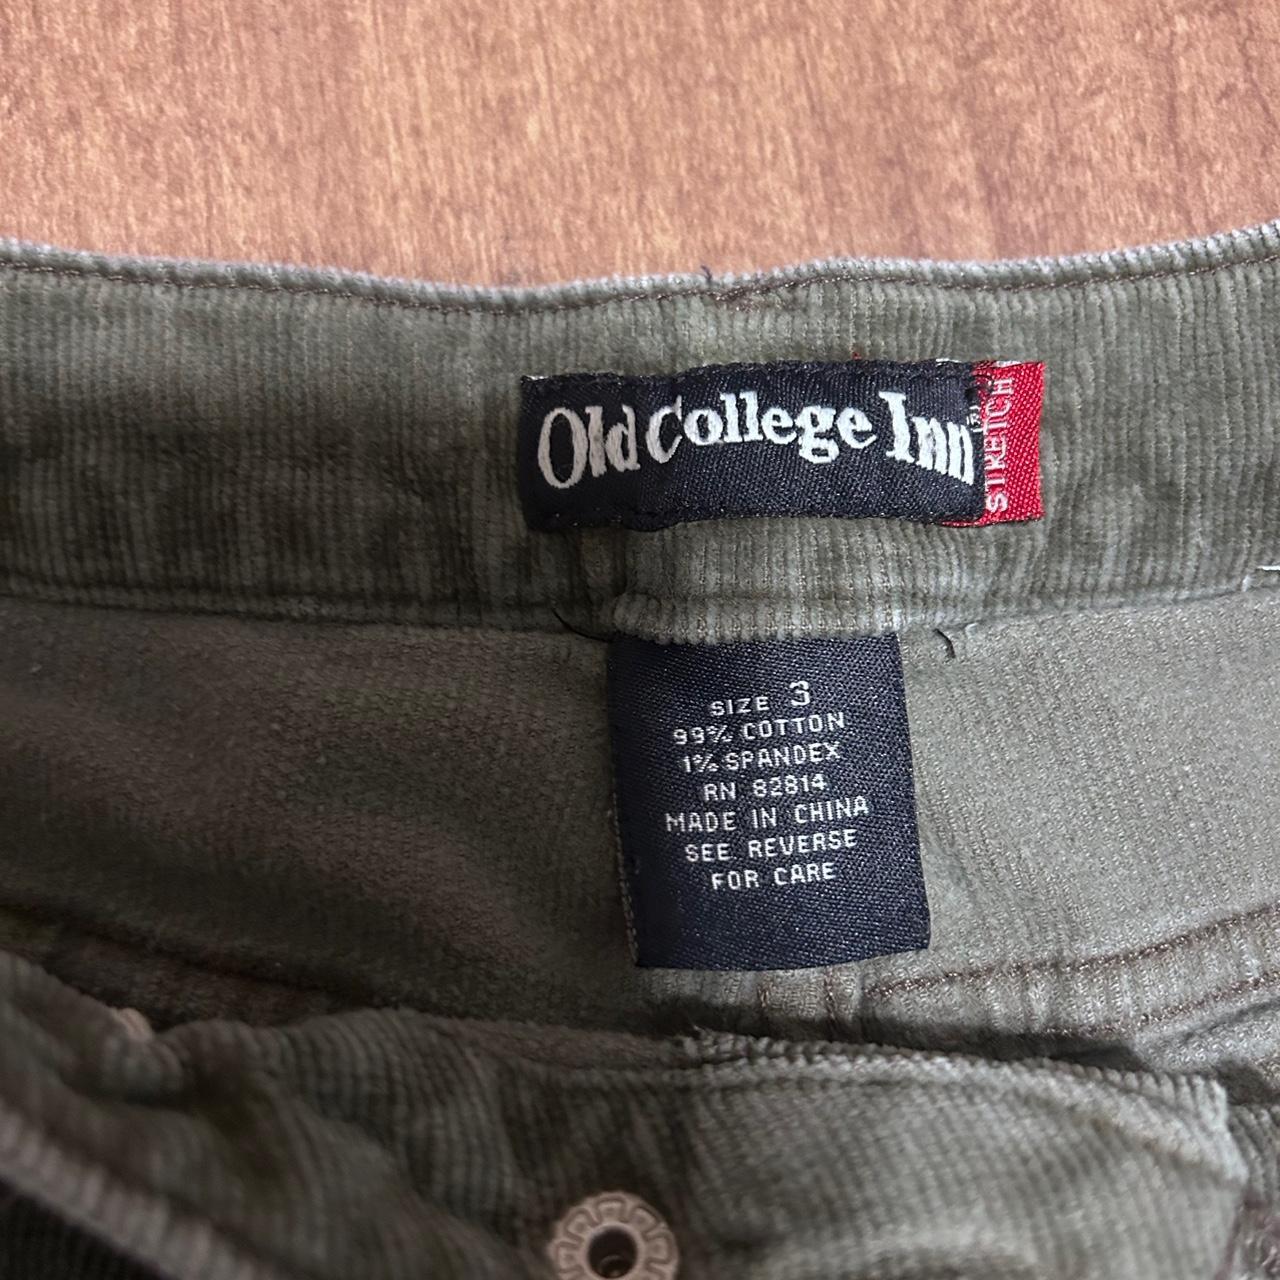 Old College Inn®
STRETCH
SIZE 3
99% COTTON
1% SPANDEX
RN 82814
MADE IN CHINA
SEE REVERSE
FOR CARE